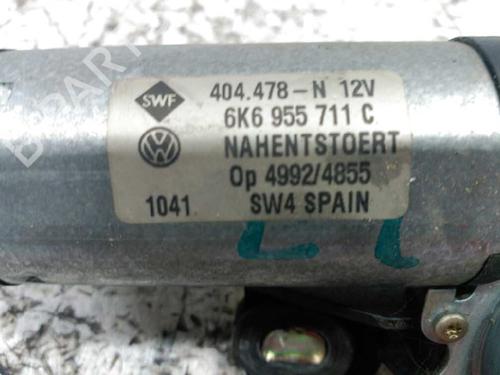 SWF 404.478-N 12V
6K6 955 711 C
NAHENTSTOERT
Op 4992/4855
1041 SW4 SPAIN